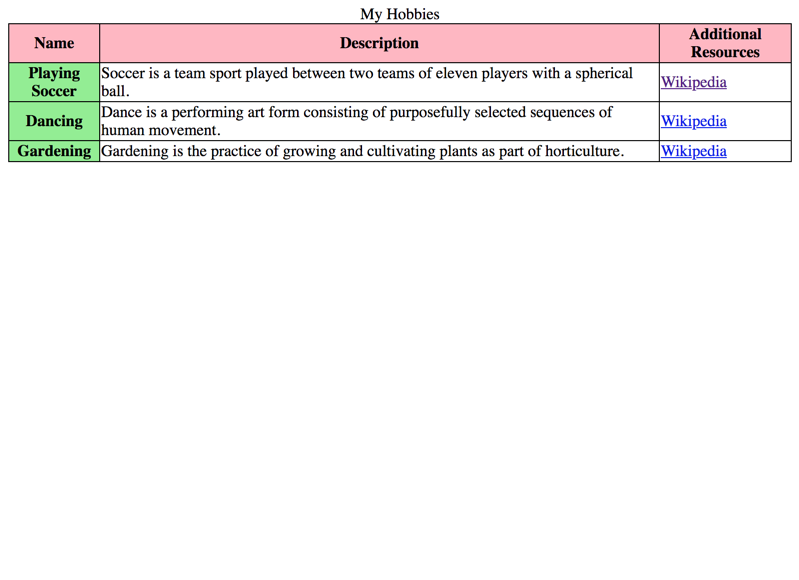 My Hobbies
Name Description Additional
Resources
Playing
Soccer
Soccer is a team sport played between two teams of eleven players with a spherical
ball.
Wikipedia
Dancing
Dance is a performing art form consisting of purposefully selected sequences of
human movement.
Wikipedia
Gardening Gardening is the practice of growing and cultivating plants as part of horticulture. Wikipedia